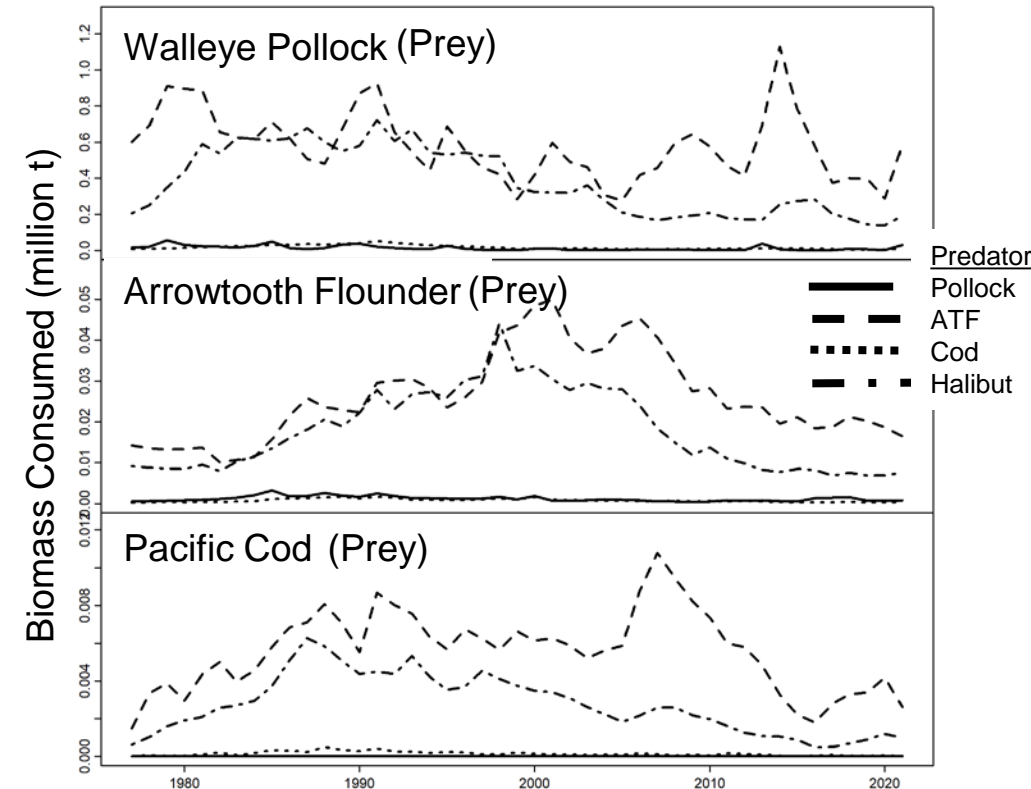 Biomass Consumed (million t)
Walleye Pollock (Prey)
1.2
1.0
0.8
0.6
0.4
0.2
0.0
Arrowtooth Flounder (Prey)
0.05
0.04
0.03
0.02
0.01
Pacific Cod (Prey)
0.012
0.008
0.004
0.000
1980 1990 2000 2010 2020
Predator
Pollock
ATF
Cod
Halibut